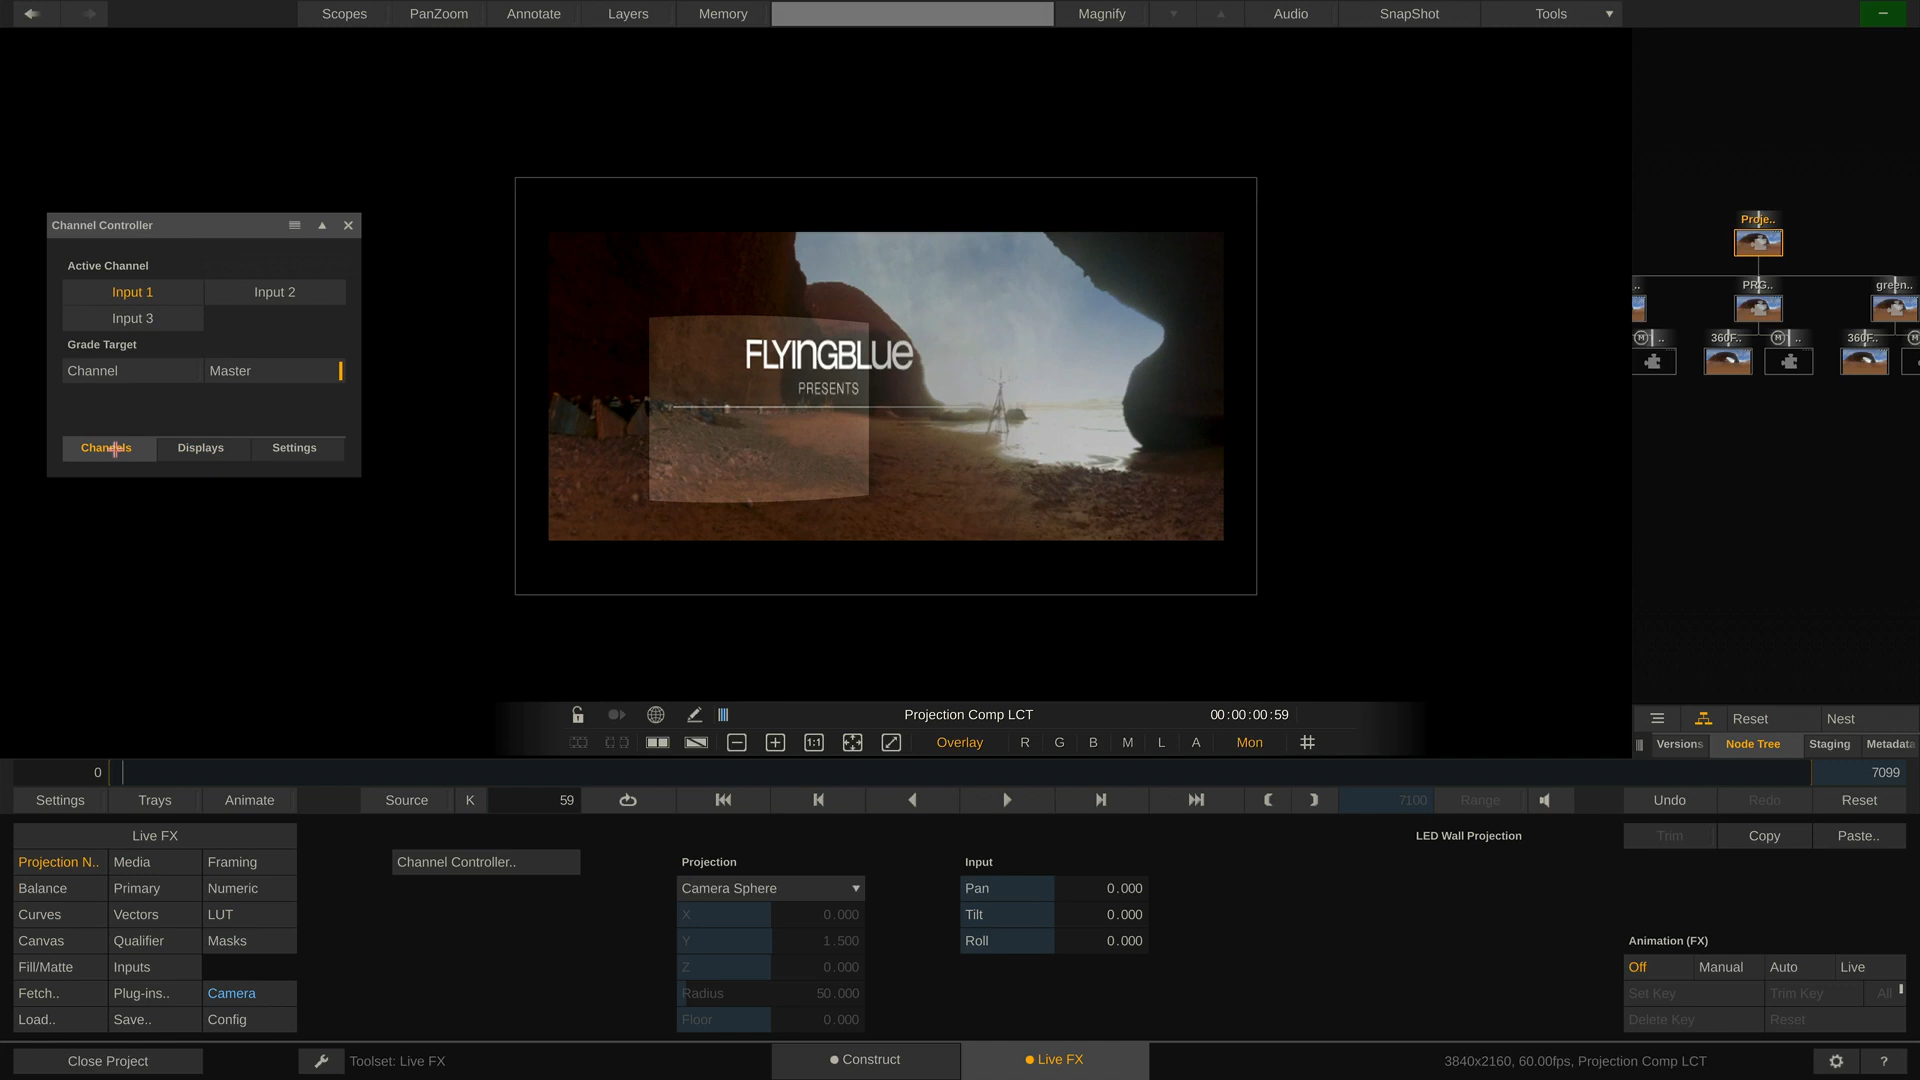 Scopes PanZoom Annotate Layers Memory Magnify Audio SnapShot Tools
Channel Controller
Active Channel
Input 1 Input 2
Input 3
Grade Target
Channel Master
Channels Displays Settings
FLYINGBLUE
PRESENTS
Proje..
.. PRG.. green..
M .. 360F.. M .. 360F.. M
Projection Comp LCT 00:00:00:59
1:1 Overlay R G B M L A Mon
Reset Nest
Versions Node Tree Staging Metadata
0 7099
Settings Trays Animate Source K 59 7100 Range Undo Redo Reset
Live FX LED Wall Projection Trim Copy Paste..
Projection N.. Media Framing Channel Controller.. Projection Input
Balance Primary Numeric Camera Sphere Pan 0.000
Curves Vectors LUT X 0.000 Tilt 0.000
Canvas Qualifier Masks Y 1.500 Roll 0.000 Animation (FX)
Fill/Matte Inputs Z 0.000 Off Manual Auto Live
Fetch.. Plug-ins.. Camera Radius 50.000 Set Key Trim Key All
Load.. Save.. Config Floor 0.000 Delete Key Reset
Close Project Toolset: Live FX Construct Live FX 3840x2160, 60.00fps, Projection Comp LCT ?